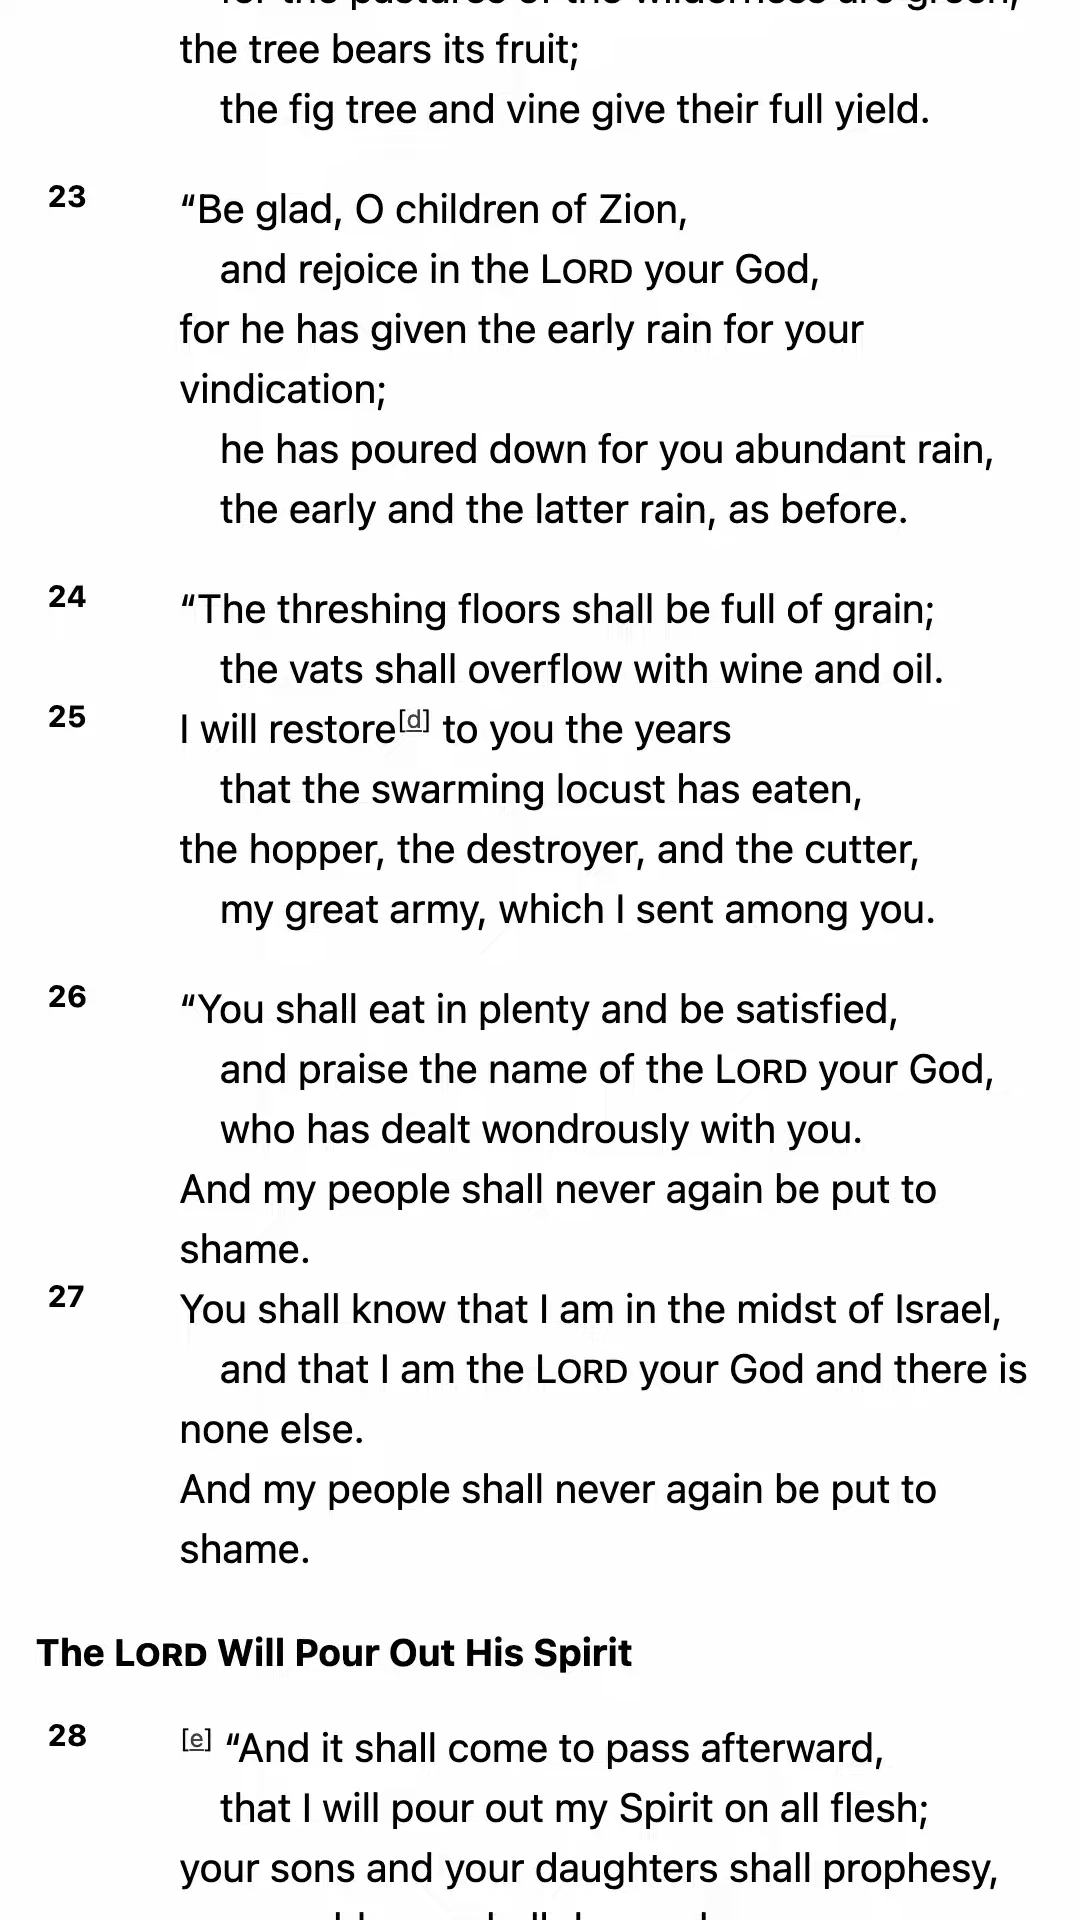 for the pastures of the wilderness are green;
the tree bears its fruit;
the fig tree and vine give their full yield.
23 “Be glad, O children of Zion,
and rejoice in the LORD your God,
for he has given the early rain for your
vindication;
he has poured down for you abundant rain,
the early and the latter rain, as before.
24 “The threshing floors shall be full of grain;
the vats shall overflow with wine and oil.
25 I will restore[d] to you the years
that the swarming locust has eaten,
the hopper, the destroyer, and the cutter,
my great army, which I sent among you.
26 “You shall eat in plenty and be satisfied,
and praise the name of the LORD your God,
who has dealt wondrously with you.
And my people shall never again be put to
shame.
27 You shall know that I am in the midst of Israel,
and that I am the LORD your God and there is
none else.
And my people shall never again be put to
shame.
The LORD Will Pour Out His Spirit
28 [e] “And it shall come to pass afterward,
that I will pour out my Spirit on all flesh;
your sons and your daughters shall prophesy,